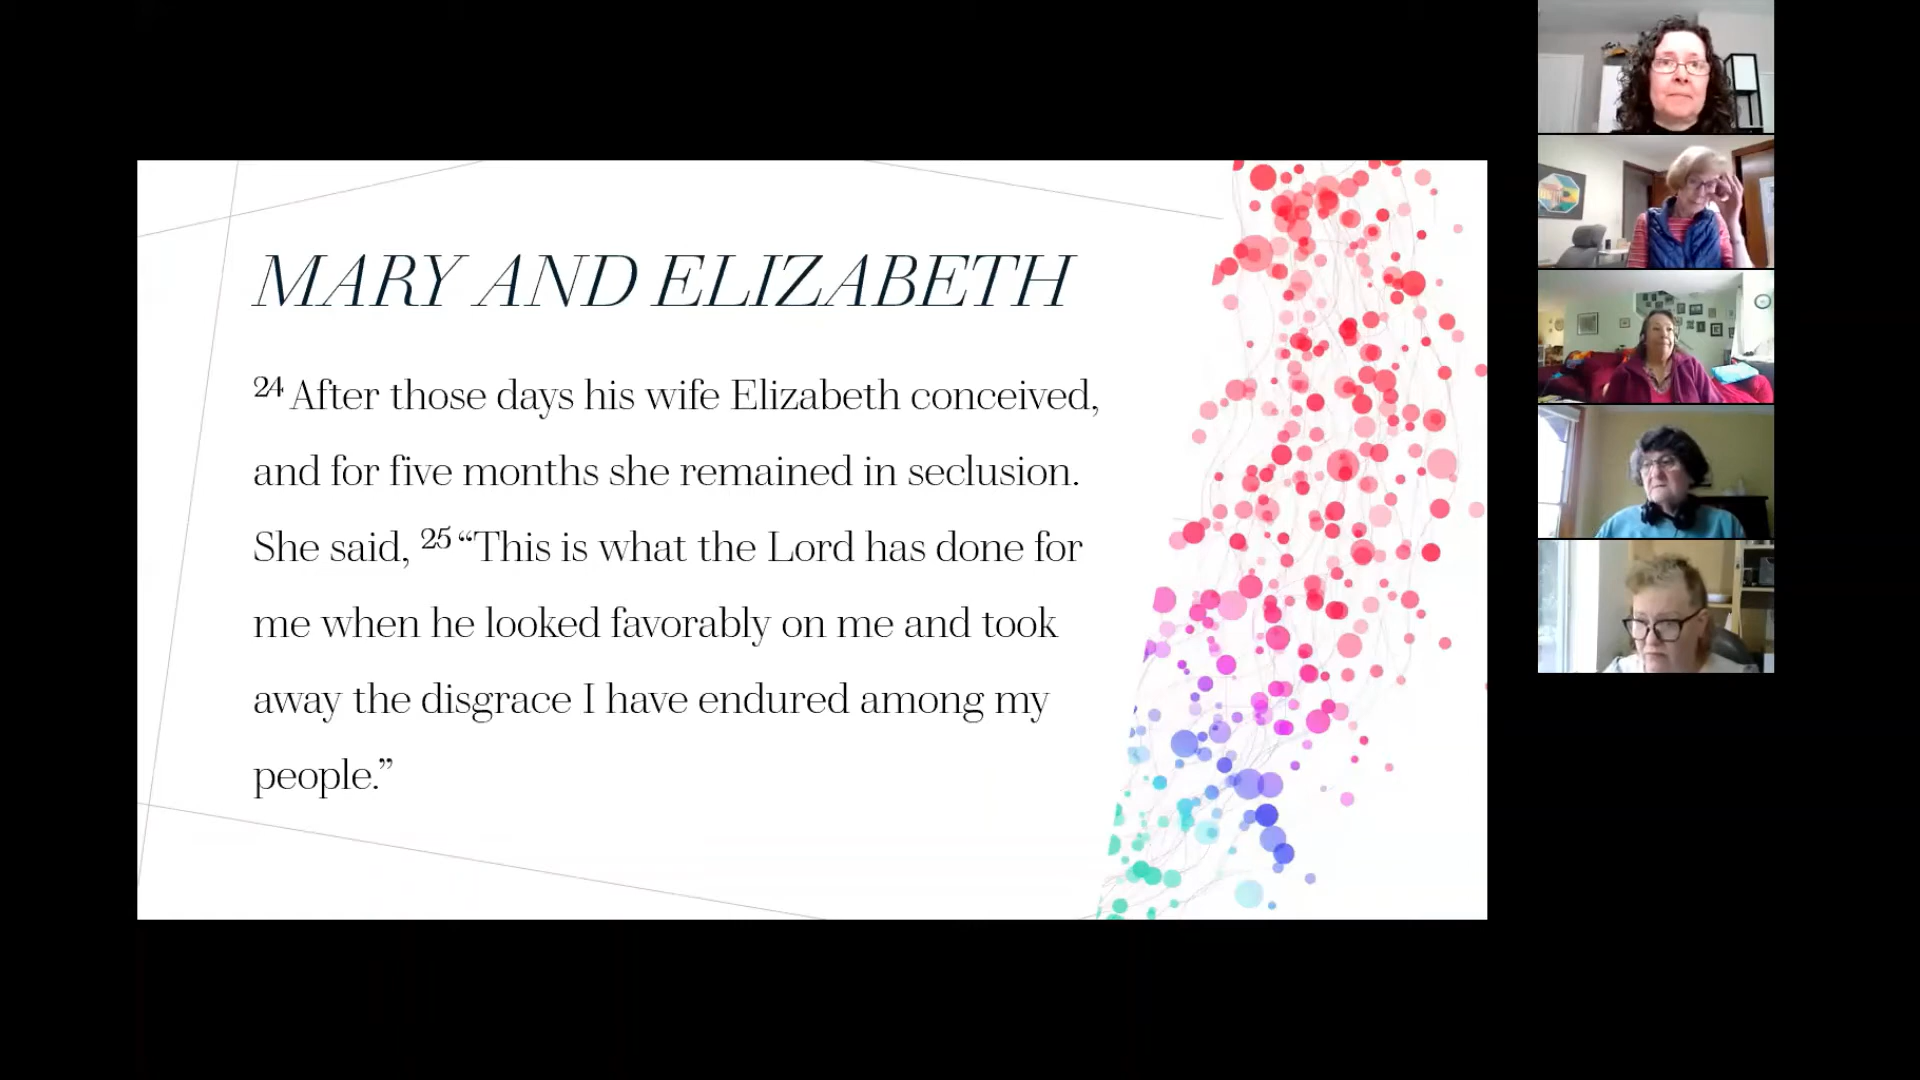 MARY AND ELIZABETH
24 After those days his wife Elizabeth conceived,
and for five months she remained in seclusion.
She said, 25 “This is what the Lord has done for
me when he looked favorably on me and took
away the disgrace I have endured among my
people.”